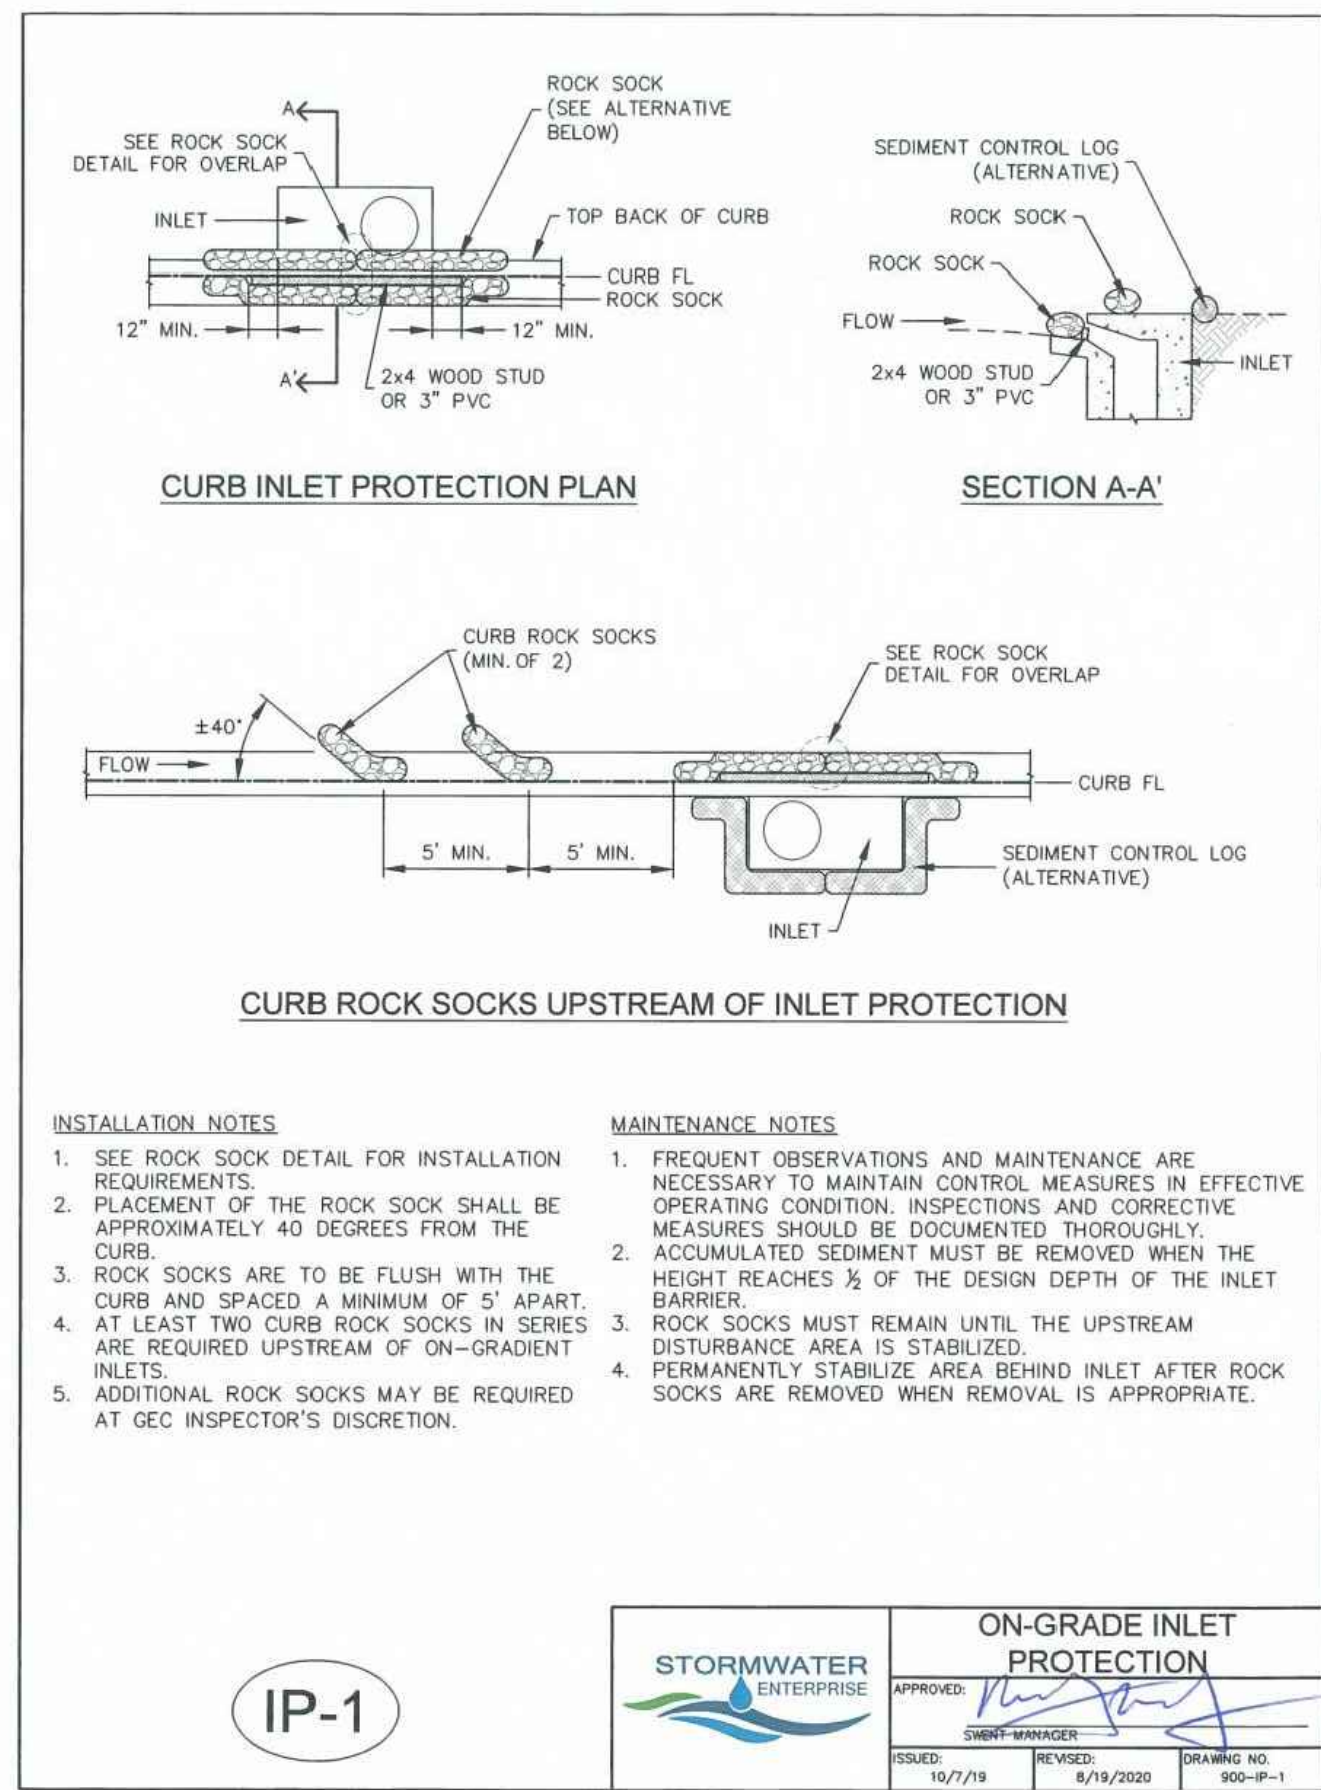 A
ROCK SOCK
(SEE ALTERNATIVE
BELOW)
SEE ROCK SOCK
DETAIL FOR OVERLAP
INLET
TOP BACK OF CURB
CURB FL
ROCK SOCK
12" MIN.
12" MIN.
A'
2x4 WOOD STUD
OR 3" PVC
CURB INLET PROTECTION PLAN
SEDIMENT CONTROL LOG
(ALTERNATIVE)
ROCK SOCK
ROCK SOCK
FLOW
2x4 WOOD STUD
OR 3" PVC
INLET
SECTION A-A'
CURB ROCK SOCKS
(MIN. OF 2)
SEE ROCK SOCK
DETAIL FOR OVERLAP
±40°
FLOW
CURB FL
5' MIN.
5' MIN.
SEDIMENT CONTROL LOG
(ALTERNATIVE)
INLET
CURB ROCK SOCKS UPSTREAM OF INLET PROTECTION
INSTALLATION NOTES
1. SEE ROCK SOCK DETAIL FOR INSTALLATION
REQUIREMENTS.
2. PLACEMENT OF THE ROCK SOCK SHALL BE
APPROXIMATELY 40 DEGREES FROM THE
CURB.
3. ROCK SOCKS ARE TO BE FLUSH WITH THE
CURB AND SPACED A MINIMUM OF 5' APART.
4. AT LEAST TWO CURB ROCK SOCKS IN SERIES
ARE REQUIRED UPSTREAM OF ON-GRADIENT
INLETS.
5. ADDITIONAL ROCK SOCKS MAY BE REQUIRED
AT GEC INSPECTOR'S DISCRETION.
MAINTENANCE NOTES
1. FREQUENT OBSERVATIONS AND MAINTENANCE ARE
NECESSARY TO MAINTAIN CONTROL MEASURES IN EFFECTIVE
OPERATING CONDITION. INSPECTIONS AND CORRECTIVE
MEASURES SHOULD BE DOCUMENTED THOROUGHLY.
2. ACCUMULATED SEDIMENT MUST BE REMOVED WHEN THE
HEIGHT REACHES ½ OF THE DESIGN DEPTH OF THE INLET
BARRIER.
3. ROCK SOCKS MUST REMAIN UNTIL THE UPSTREAM
DISTURBANCE AREA IS STABILIZED.
4. PERMANENTLY STABILIZE AREA BEHIND INLET AFTER ROCK
SOCKS ARE REMOVED WHEN REMOVAL IS APPROPRIATE.
IP-1
STORMWATER
ENTERPRISE
ON-GRADE INLET
PROTECTION
APPROVED:
SWENT MANAGER
ISSUED:
10/7/19
REVISED:
8/19/2020
DRAWING NO.
900-IP-1